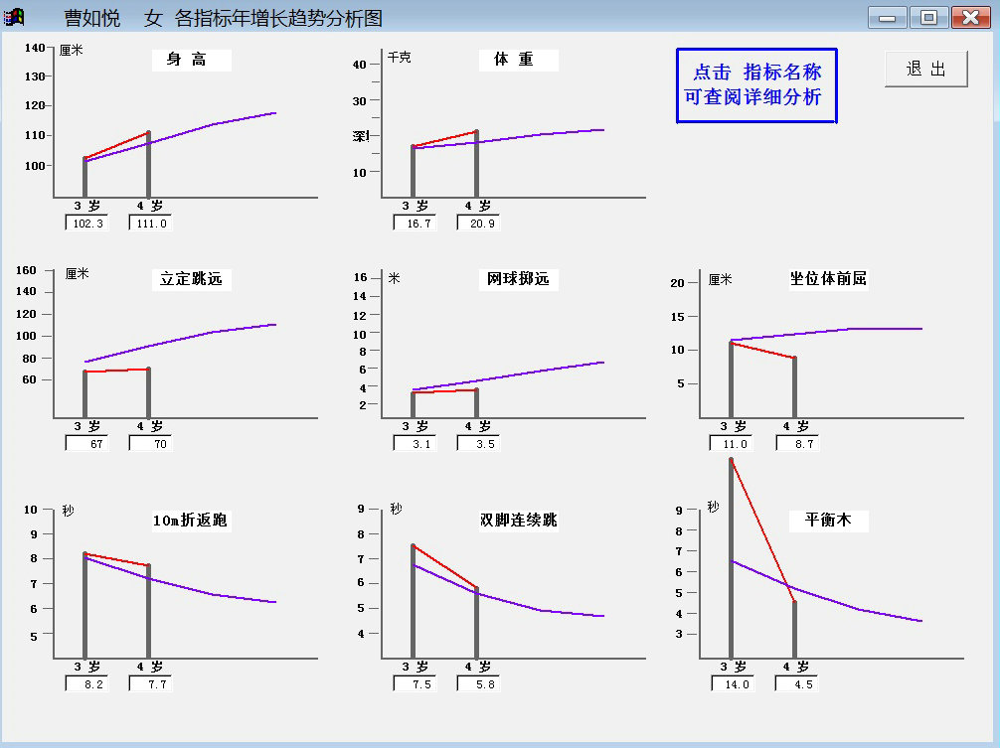 曹如悦 女 各指标年增长趋势分析图
点击 指标名称
可查阅详细分析
退 出
身 高
厘米
140
130
120
110
100
3 岁 4 岁
102.3 111.0
体 重
千克
40
30
10
3 岁 4 岁
16.7 20.9
立定跳远
厘米
160
140
120
100
80
60
3 岁 4 岁
67 70
网球掷远
米
16
14
12
10
8
6
4
2
3 岁 4 岁
3.1 3.5
坐位体前屈
厘米
20
15
10
5
3 岁 4 岁
11.0 8.7
10m折返跑
秒
10
9
8
7
6
5
3 岁 4 岁
8.2 7.7
双脚连续跳
秒
9
8
7
6
5
4
3 岁 4 岁
7.5 5.8
平衡木
秒
9
8
7
6
5
4
3
3 岁 4 岁
14.0 4.5